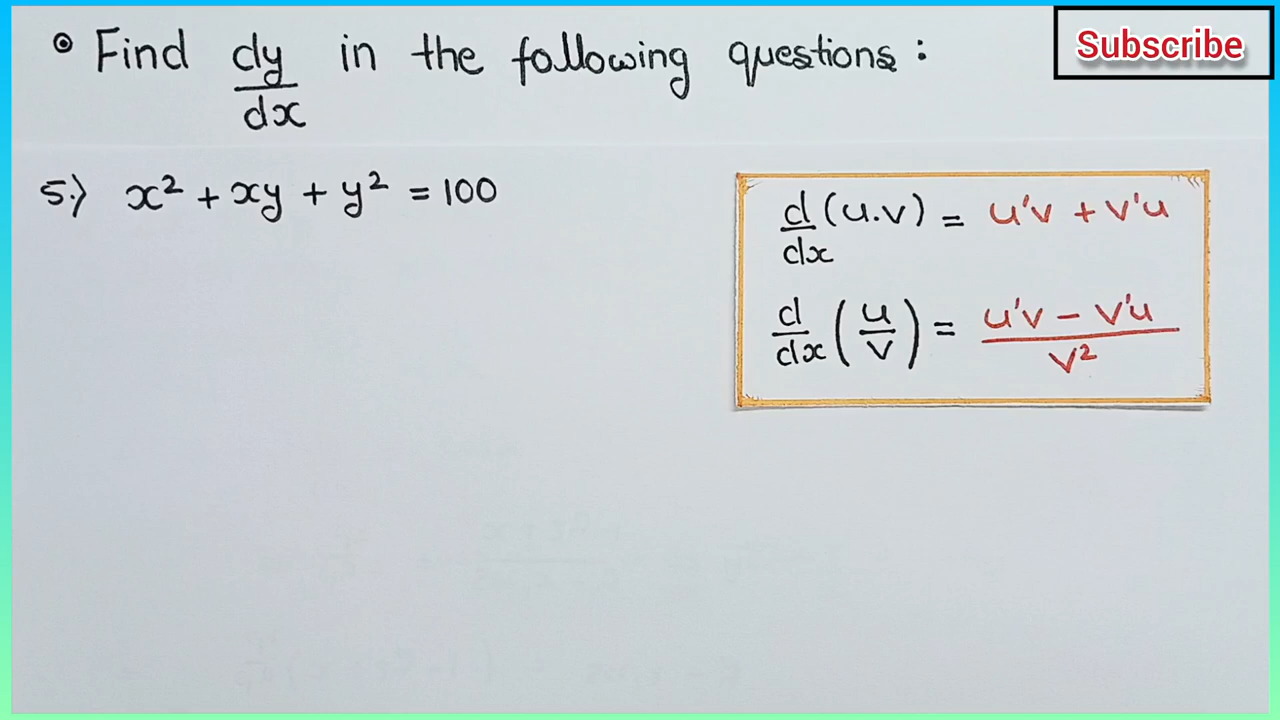 Find dy/dx in the following questions :
Subscribe
5.) x² + xy + y² = 100
d/dx (u.v) = u'v + v'u
d/dx (u/v) = (u'v - v'u)/v²